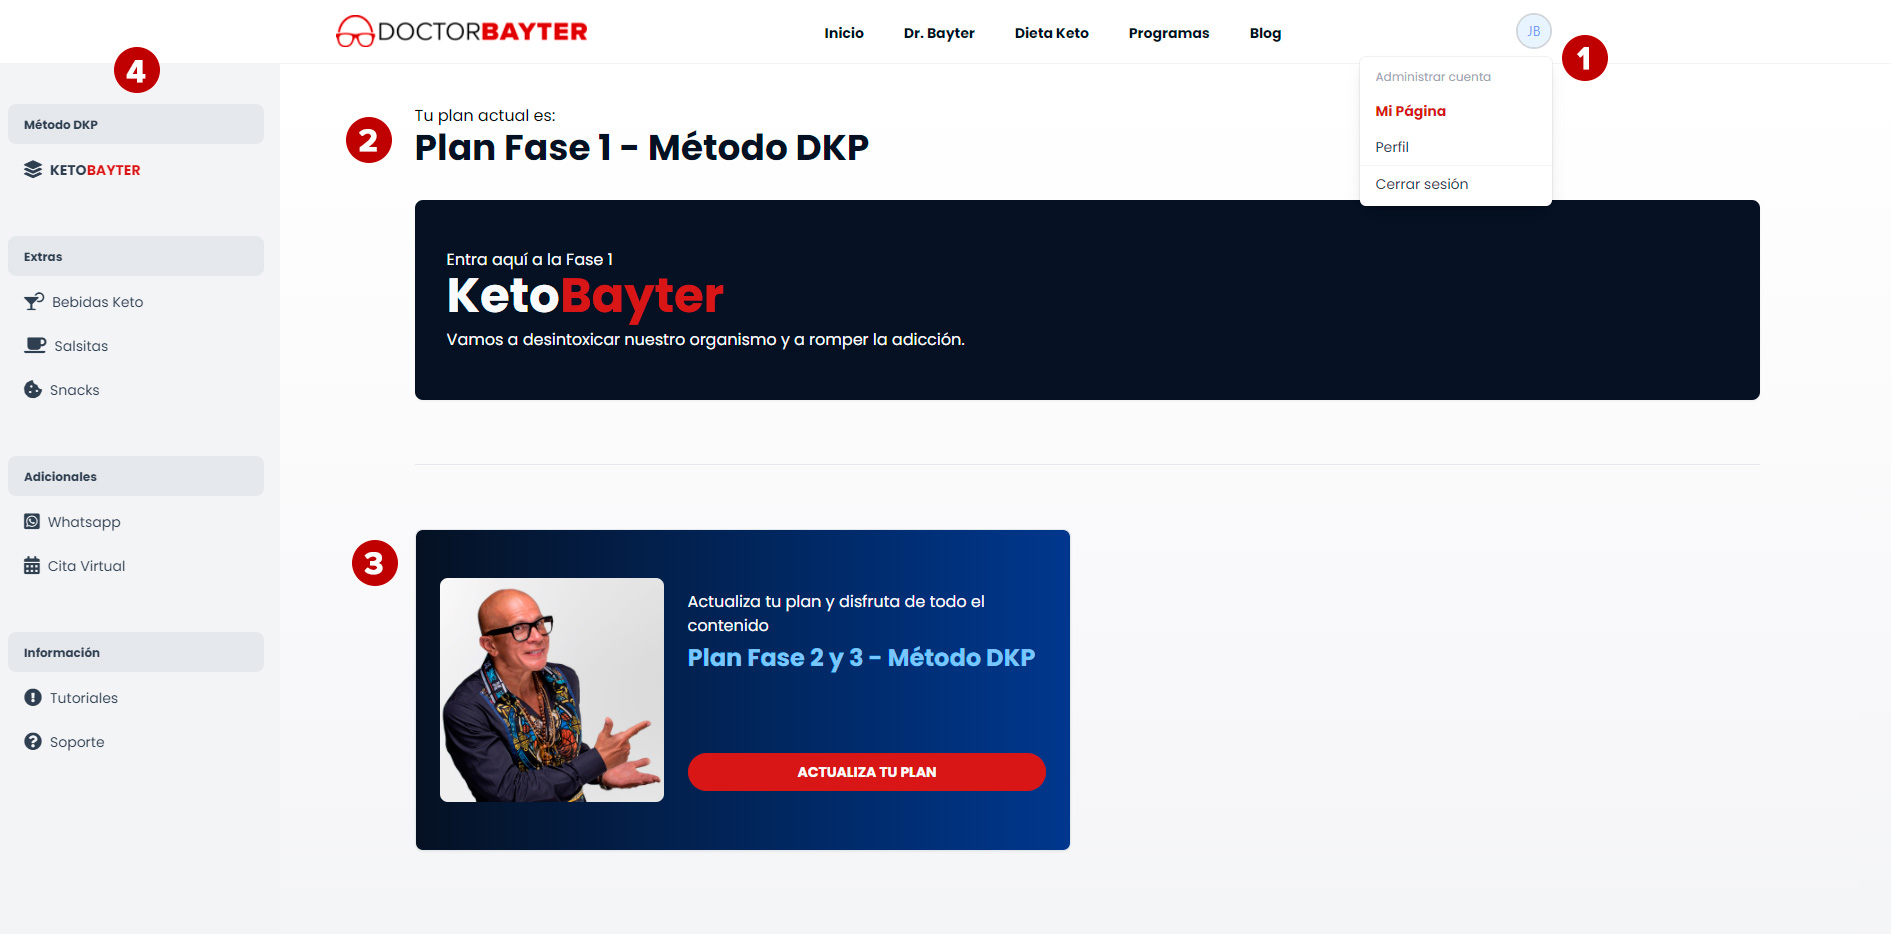 DOCTORBAYTER
Inicio
Dr. Bayter
Dieta Keto
Programas
Blog
JB
1
Administrar cuenta
Mi Página
Perfil
Cerrar sesión
4
Método DKP
KETOBAYTER
Extras
Bebidas Keto
Salsitas
Snacks
Adicionales
Whatsapp
Cita Virtual
Información
Tutoriales
Soporte
2
Tu plan actual es:
Plan Fase 1 - Método DKP
Entra aquí a la Fase 1
KetoBayter
Vamos a desintoxicar nuestro organismo y a romper la adicción.
3
Actualiza tu plan y disfruta de todo el
contenido
Plan Fase 2 y 3 - Método DKP
ACTUALIZA TU PLAN